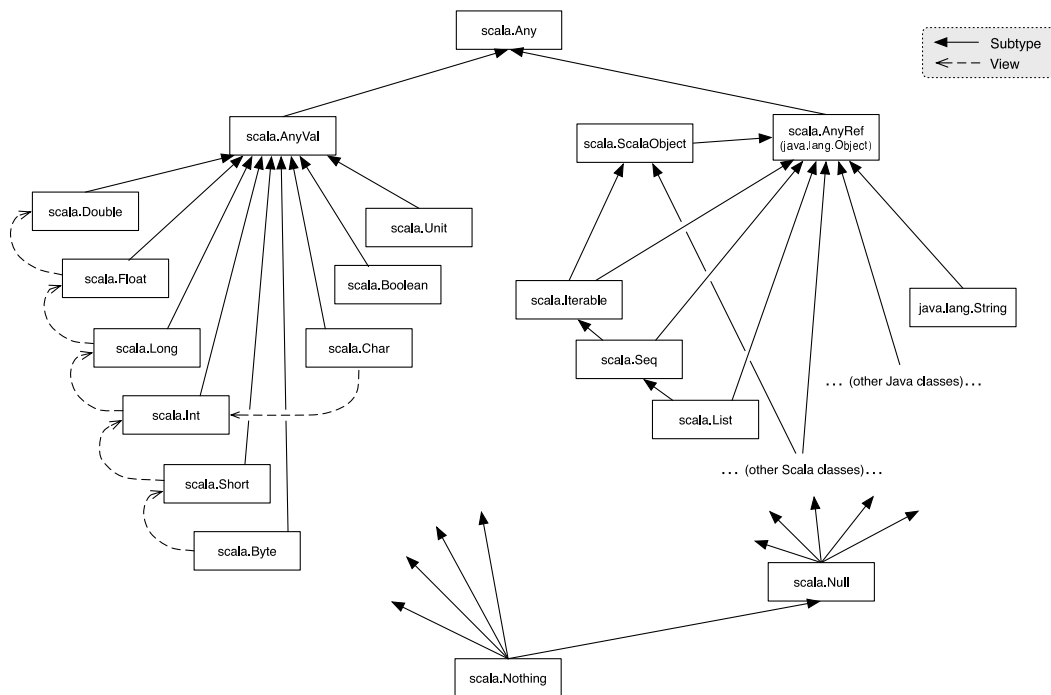 scala.Any
Subtype
View
scala.AnyVal
scala.ScalaObject
scala.AnyRef
(java.lang.Object)
scala.Double
scala.Unit
scala.Float
scala.Boolean
scala.Iterable
java.lang.String
scala.Long
scala.Char
scala.Seq
... (other Java classes)...
scala.Int
scala.List
scala.Short
... (other Scala classes)...
scala.Byte
scala.Null
scala.Nothing